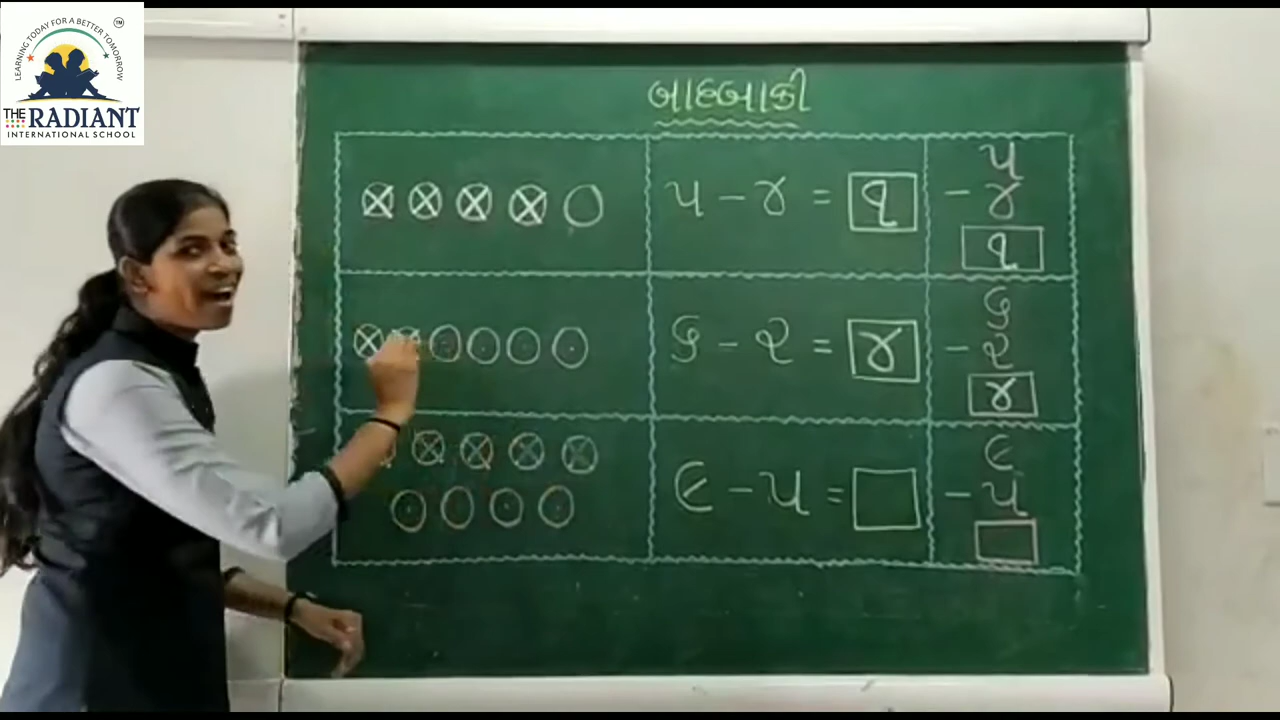 LEARNING TODAY FOR A BETTER TOMORROW
TM
THE RADIANT
INTERNATIONAL SCHOOL
બાદબાકી
૫ - ૪ = ૧
૫
- ૪
૧
૬ - ૨ = ૪
૬
- ૨
૪
૯ - ૫ =
૯
- ૫